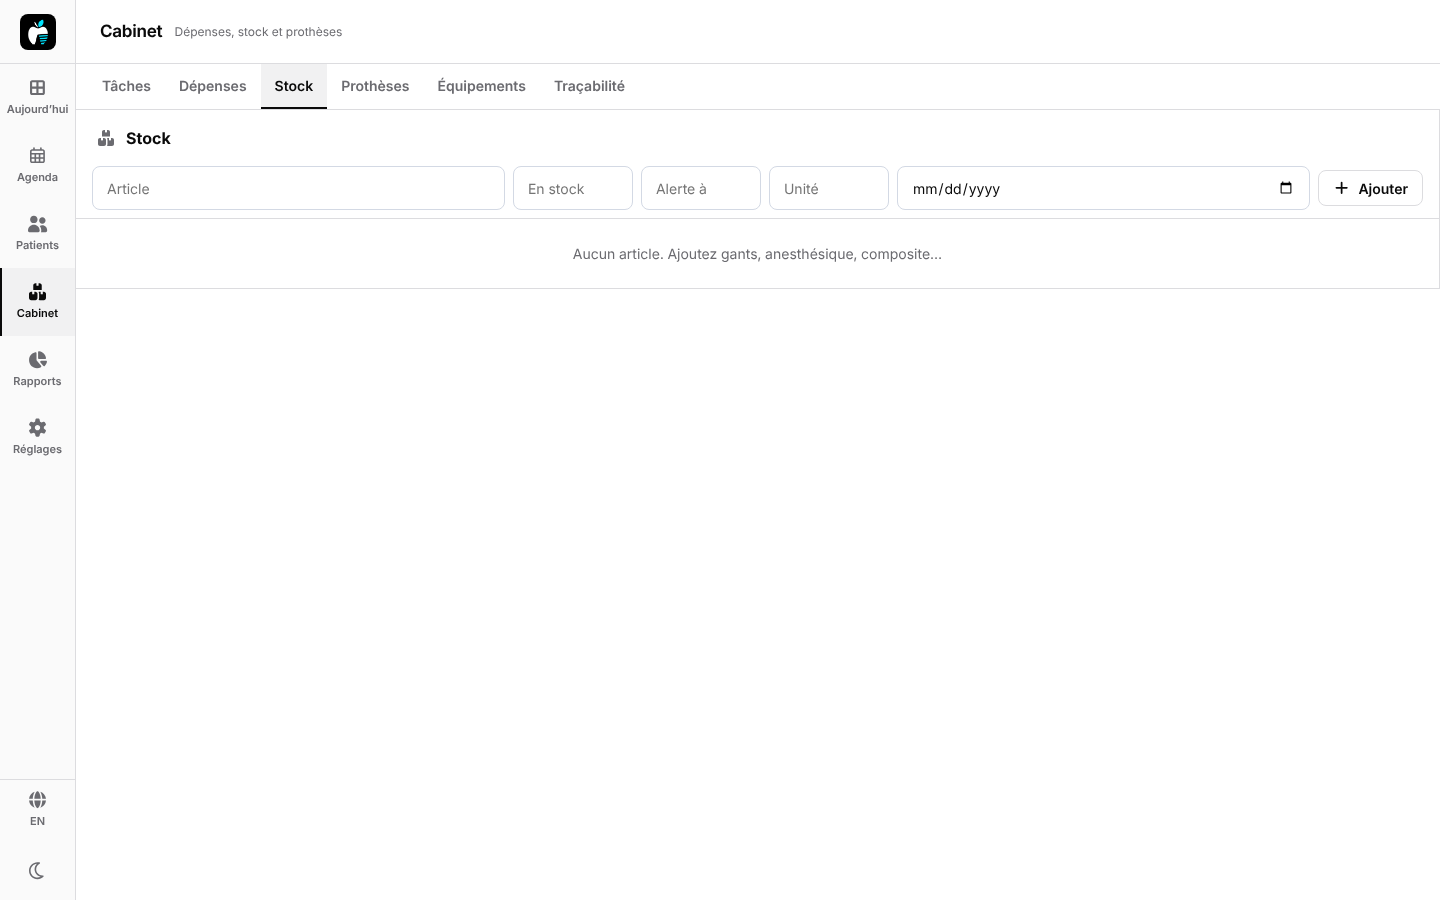 Cabinet Dépenses, stock et prothèses
Aujourd'hui
Agenda
Patients
Cabinet
Rapports
Réglages
EN
Tâches Dépenses Stock Prothèses Équipements Traçabilité
Stock
Article En stock Alerte à Unité mm/dd/yyyy + Ajouter
Aucun article. Ajoutez gants, anesthésique, composite...